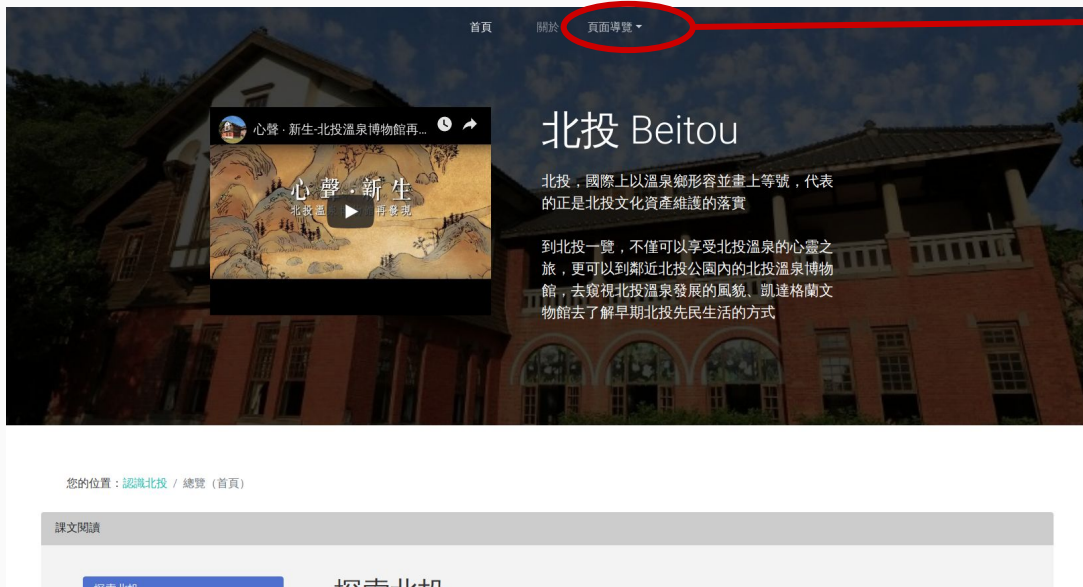 首頁 關於 頁面導覽
心聲 · 新生-北投溫泉博物館再...
心聲·新生
北投 Beitou
北投，國際上以溫泉鄉形容並畫上等號，代表
的正是北投文化資產維護的落實
到北投一覽，不僅可以享受北投溫泉的心靈之
旅，更可以到鄰近北投公園內的北投溫泉博物
館，去窺視北投溫泉發展的風貌、凱達格蘭文
物館去了解早期北投先民生活的方式
您的位置：認識北投 / 總覽（首頁）
課文閱讀
探索北投